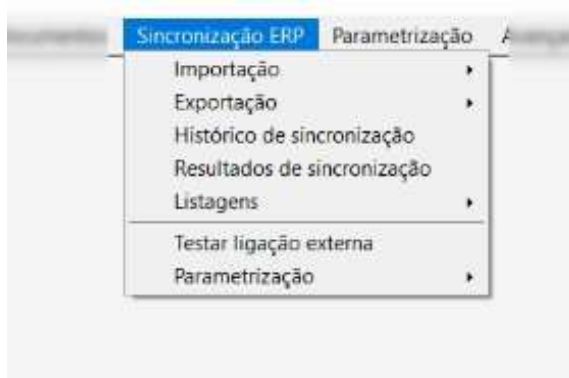 Sincronização ERP Parametrização
Importação
Exportação
Histórico de sincronização
Resultados de sincronização
Listagens
Testar ligação externa
Parametrização